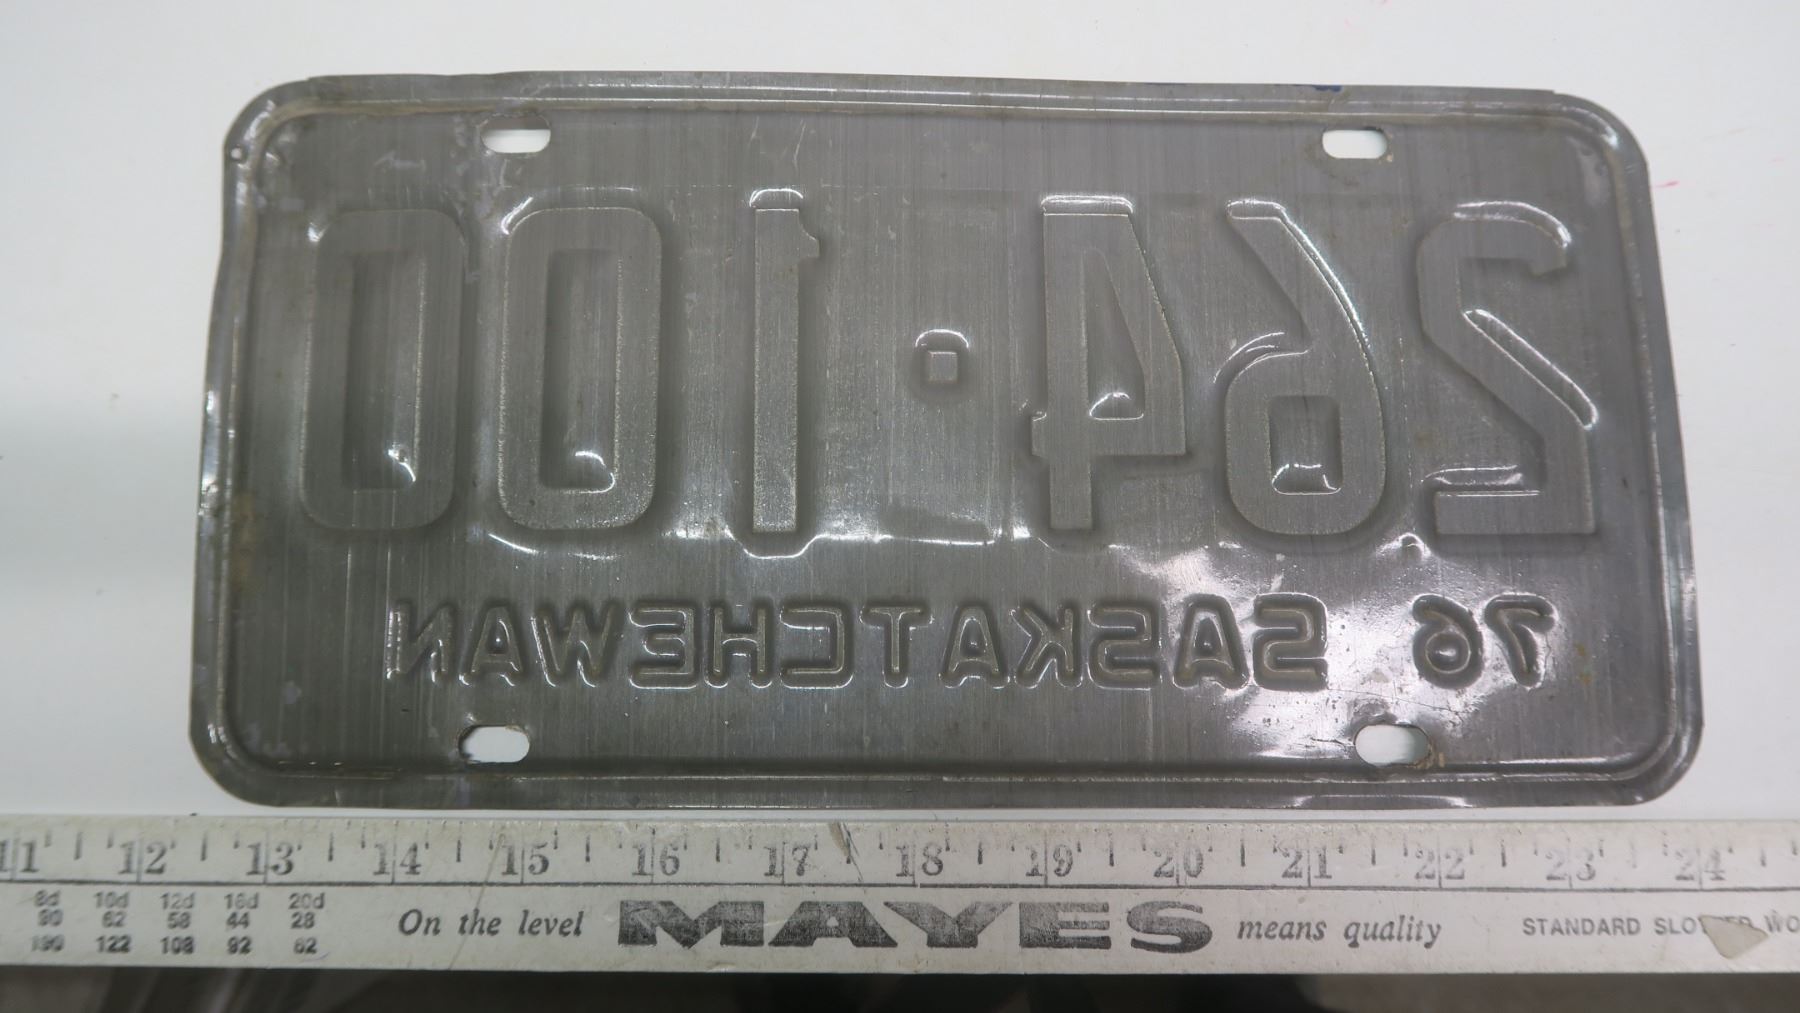 264·100
76 SASKATCHEWAN
11 12 13 14 15 16 17 18 19 20 21 22 23 24
8d 10d 12d 16d 20d
90 62 58 44 28
122 108 92 62
On the level MAYES means quality STANDARD